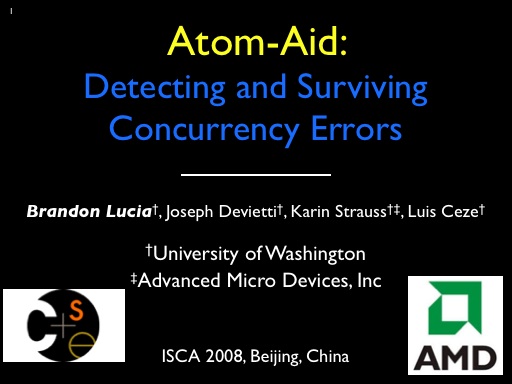 1
Atom-Aid:
Detecting and Surviving
Concurrency Errors
Brandon Lucia†, Joseph Devietti†, Karin Strauss†‡, Luis Ceze†
†University of Washington
‡Advanced Micro Devices, Inc
C+se
AMD
ISCA 2008, Beijing, China